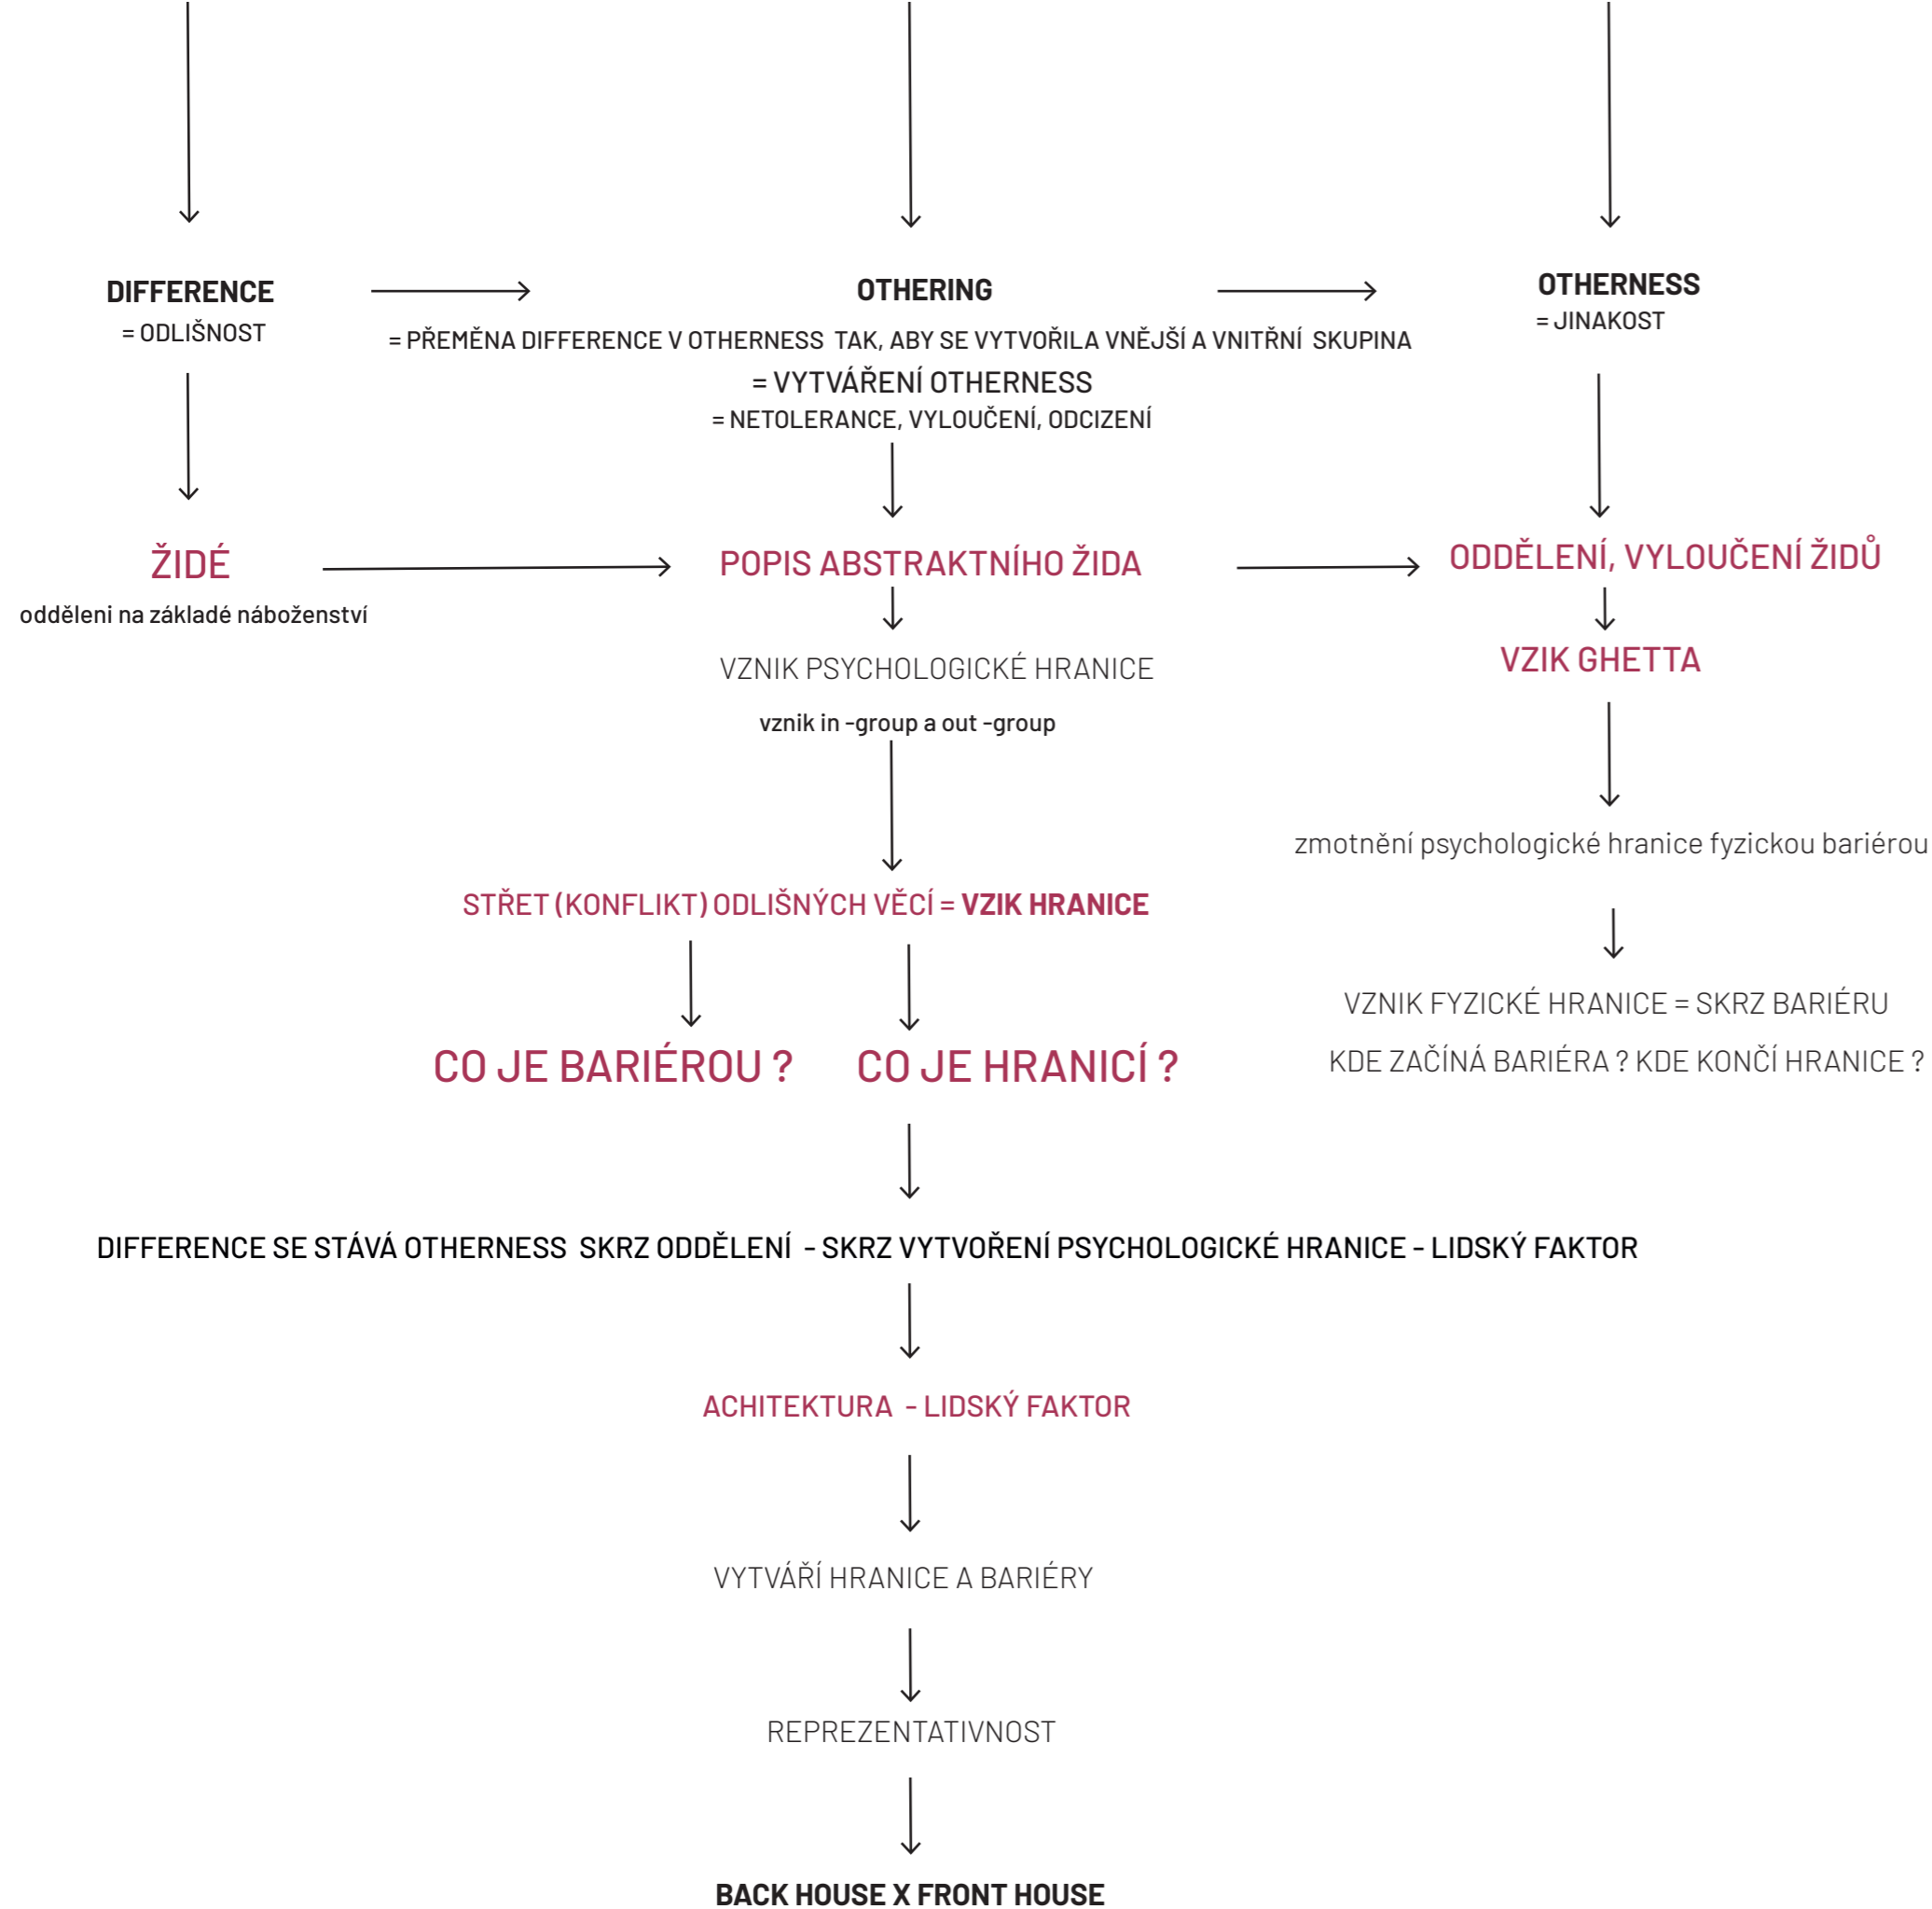 DIFFERENCE
= ODLIŠNOST
OTHERING
= PŘEMĚNA DIFFERENCE V OTHERNESS TAK, ABY SE VYTVOŘILA VNĚJŠÍ A VNITŘNÍ SKUPINA
= VYTVÁŘENÍ OTHERNESS
= NETOLERANCE, VYLOUČENÍ, ODCIZENÍ
OTHERNESS
= JINAKOST
ŽIDÉ
odděleni na základé náboženství
POPIS ABSTRAKTNÍHO ŽIDA
ODDĚLENÍ, VYLOUČENÍ ŽIDŮ
VZNIK PSYCHOLOGICKÉ HRANICE
vznik in -group a out -group
VZIK GHETTA
zmotnění psychologické hranice fyzickou bariérou
STŘET (KONFLIKT) ODLIŠNÝCH VĚCÍ = VZIK HRANICE
VZNIK FYZICKÉ HRANICE = SKRZ BARIÉRU
KDE ZAČÍNÁ BARIÉRA ? KDE KONČÍ HRANICE ?
CO JE BARIÉROU ?
CO JE HRANICÍ ?
DIFFERENCE SE STÁVÁ OTHERNESS SKRZ ODDĚLENÍ - SKRZ VYTVOŘENÍ PSYCHOLOGICKÉ HRANICE - LIDSKÝ FAKTOR
ACHITEKTURA - LIDSKÝ FAKTOR
VYTVÁŘÍ HRANICE A BARIÉRY
REPREZENTATIVNOST
BACK HOUSE X FRONT HOUSE